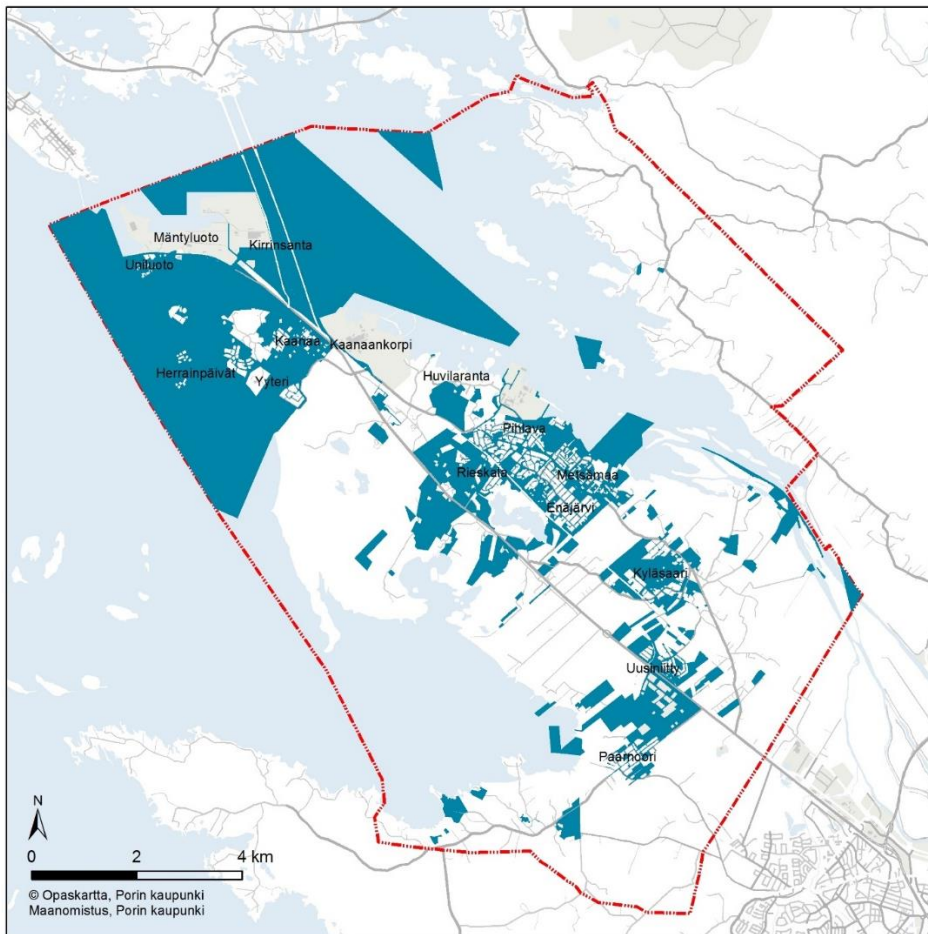 Mäntyluoto
Kirrinsanta
Uniluoto
Kaanaa
Kaanaankorpi
Herrainpäivät
Yyteri
Huvilaranta
Pihlava
Rieskala
Metsämaa
Enäjärvi
Kyläsaari
Uusiniitty
Paarnoori
N
0 2 4 km
© Opaskartta, Porin kaupunki
Maanomistus, Porin kaupunki